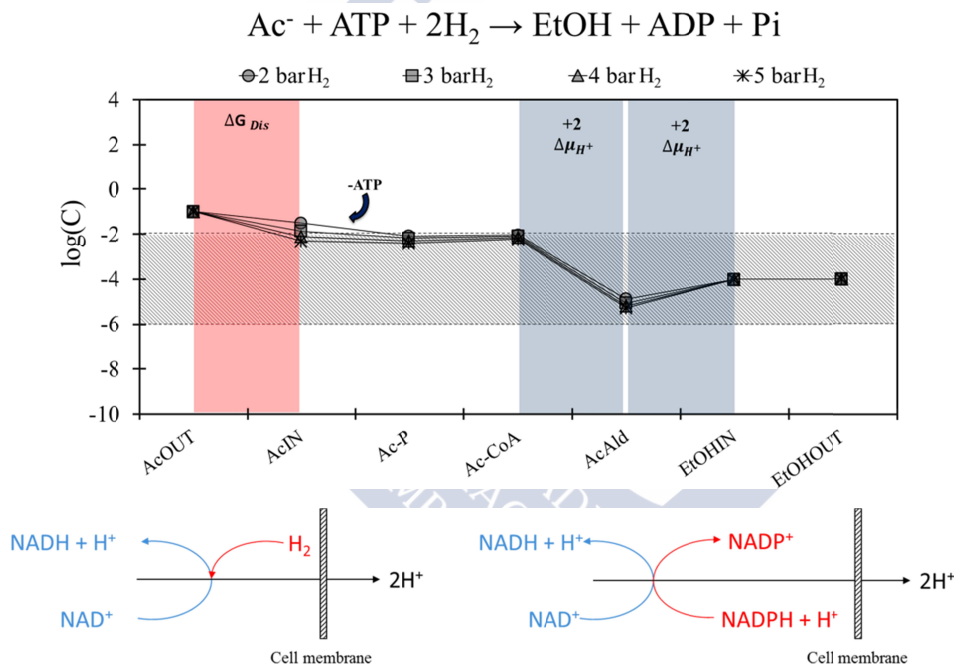 Ac⁻ + ATP + 2H₂ → EtOH + ADP + Pi
2 bar H₂ 3 bar H₂ 4 bar H₂ 5 bar H₂
4
2
0
-2
-4
-6
-8
-10
log(C)
ΔG Dis
-ATP
+2
Δμ_H⁺
+2
Δμ_H⁺
AcOUT
AcIN
Ac-P
Ac-CoA
AcAld
EtOHIN
EtOHOUT
NADH + H⁺
H₂
2H⁺
NAD⁺
Cell membrane
NADH + H⁺
NADP⁺
2H⁺
NAD⁺
NADPH + H⁺
Cell membrane